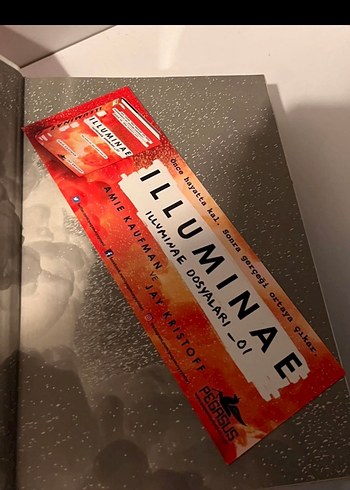 ILLUMINAE
Önce hayatta kal. Sonra gerçeği ortaya çıkar.
ILLUMINAE
ILLUMINAE DOSYALARI _01
AMIE KAUFMAN VE JAY KRISTOFF
PEGASUS